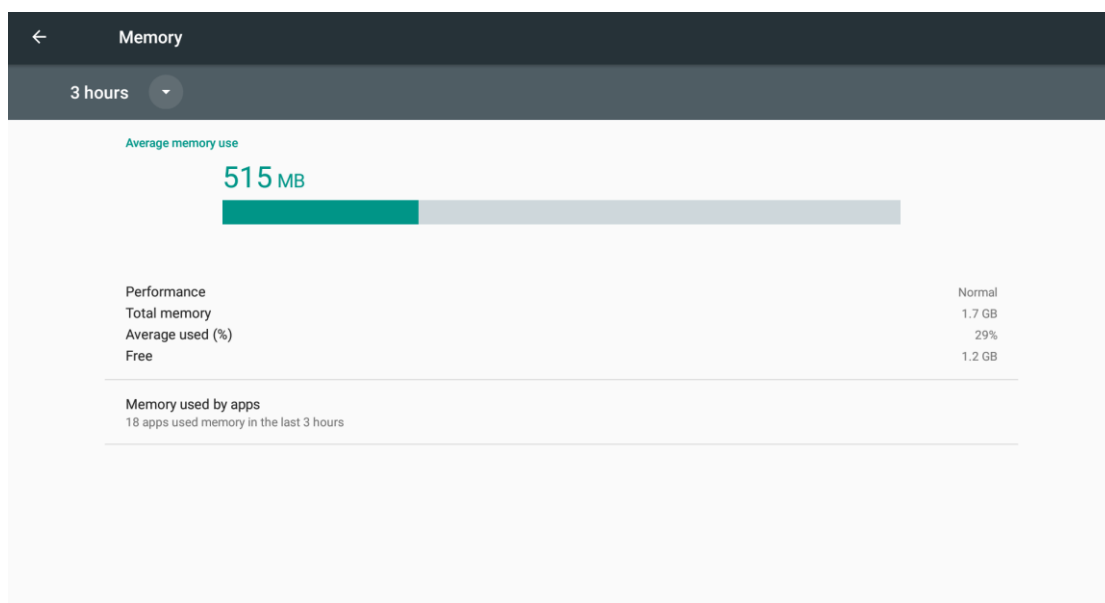 Memory
3 hours
Average memory use
515 MB
Performance Normal
Total memory 1.7 GB
Average used (%) 29%
Free 1.2 GB
Memory used by apps
18 apps used memory in the last 3 hours